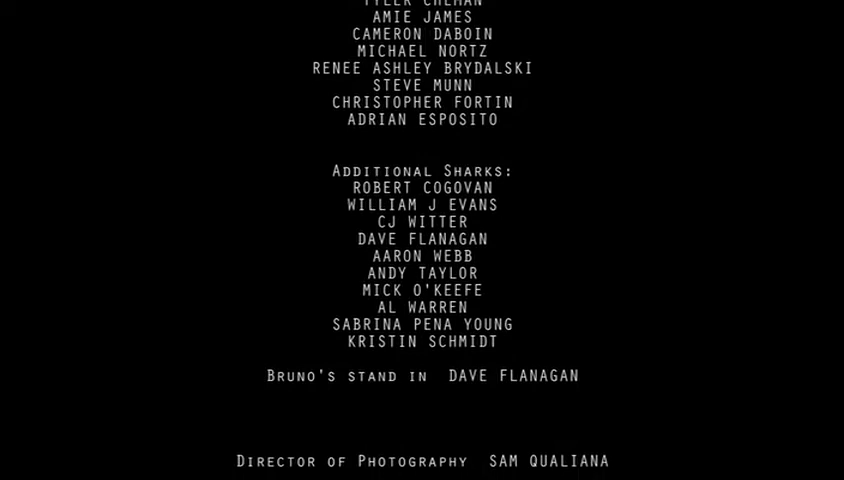 AMIE JAMES
CAMERON DABOIN
MICHAEL NORTZ
RENEE ASHLEY BRYDALSKI
STEVE MUNN
CHRISTOPHER FORTIN
ADRIAN ESPOSITO
Additional Sharks:
ROBERT COGOVAN
WILLIAM J EVANS
CJ WITTER
DAVE FLANAGAN
AARON WEBB
ANDY TAYLOR
MICK O'KEEFE
AL WARREN
SABRINA PENA YOUNG
KRISTIN SCHMIDT
Bruno's stand in DAVE FLANAGAN
Director of Photography SAM QUALIANA